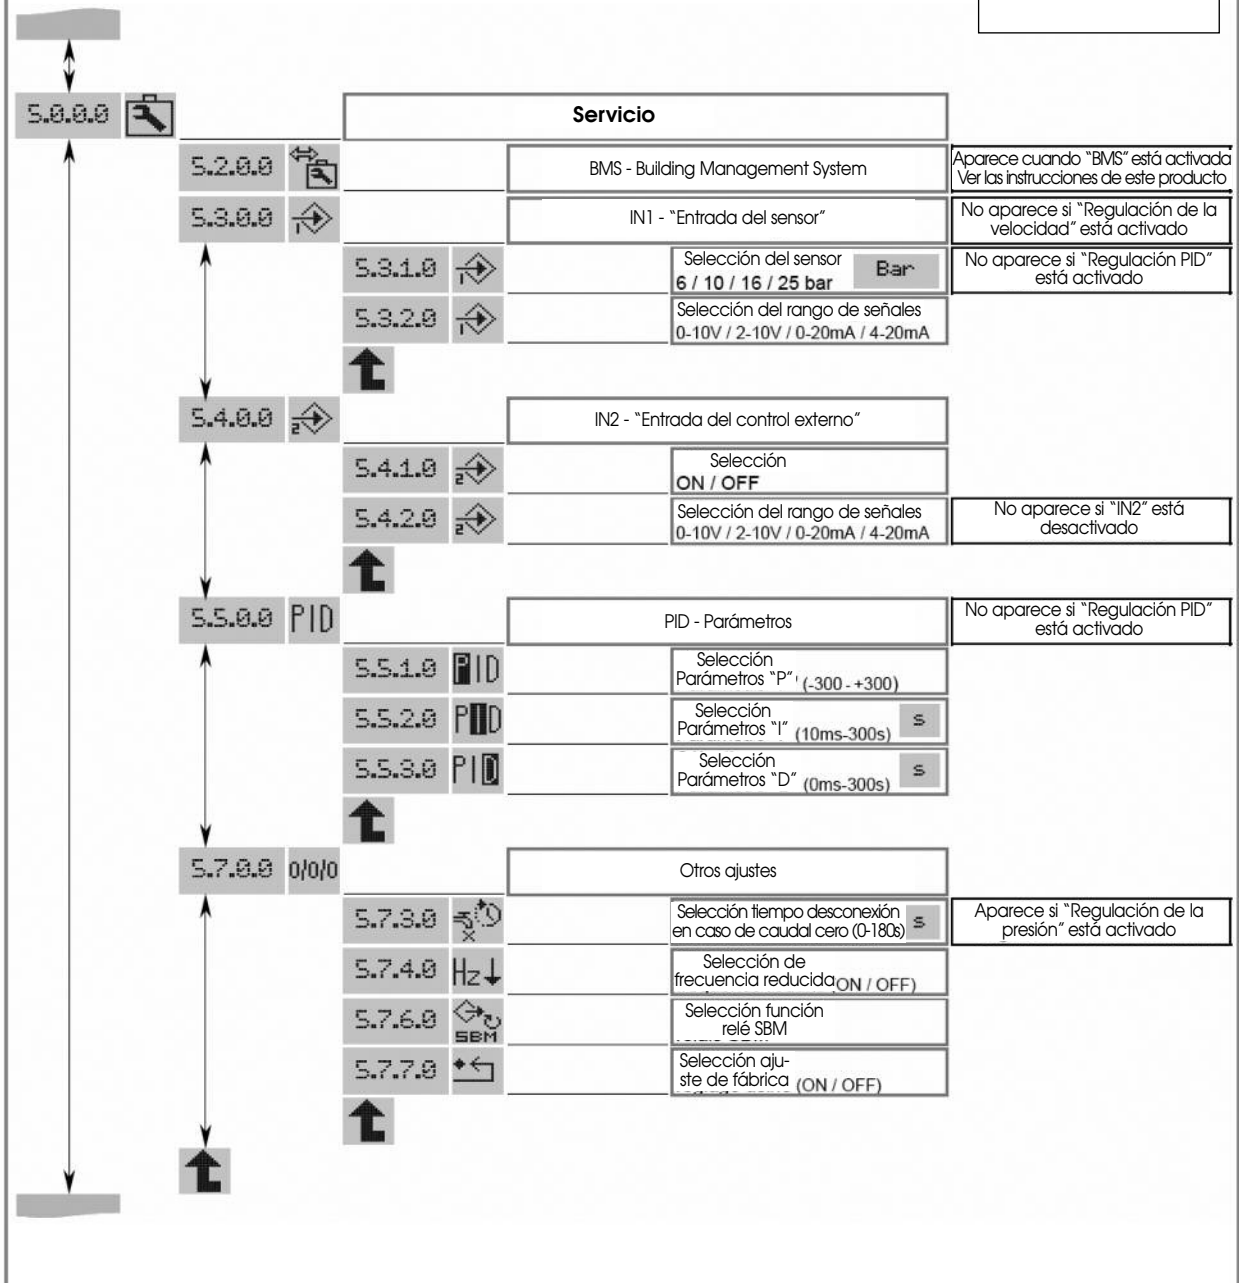 5.0.0.0
Servicio
5.2.0.0
BMS - Building Management System
Aparece cuando “BMS” está activada
Ver las instrucciones de este producto
5.3.0.0
1
IN1 - “Entrada del sensor”
No aparece si “Regulación de la
velocidad” está activado
5.3.1.0
1
Selección del sensor
6 / 10 / 16 / 25 bar
Bar
No aparece si “Regulación PID”
está activado
5.3.2.0
1
Selección del rango de señales
0-10V / 2-10V / 0-20mA / 4-20mA
5.4.0.0
2
IN2 - “Entrada del control externo”
5.4.1.0
2
Selección
ON / OFF
5.4.2.0
2
Selección del rango de señales
0-10V / 2-10V / 0-20mA / 4-20mA
No aparece si “IN2” está
desactivado
5.5.0.0
PID
PID - Parámetros
No aparece si “Regulación PID”
está activado
5.5.1.0
PID
Selección
Parámetros “P” (-300 - +300)
5.5.2.0
PID
Selección
Parámetros “I” (10ms-300s)
s
5.5.3.0
PID
Selección
Parámetros “D” (0ms-300s)
s
5.7.0.0
0/0/0
Otros ajustes
5.7.3.0
Selección tiempo desconexión
en caso de caudal cero (0-180s)
s
Aparece si “Regulación de la
presión” está activado
5.7.4.0
Hz
Selección de
frecuencia reducida ON / OFF)
5.7.6.0
SBM
Selección función
relé SBM
5.7.7.0
Selección aju-
ste de fábrica (ON / OFF)